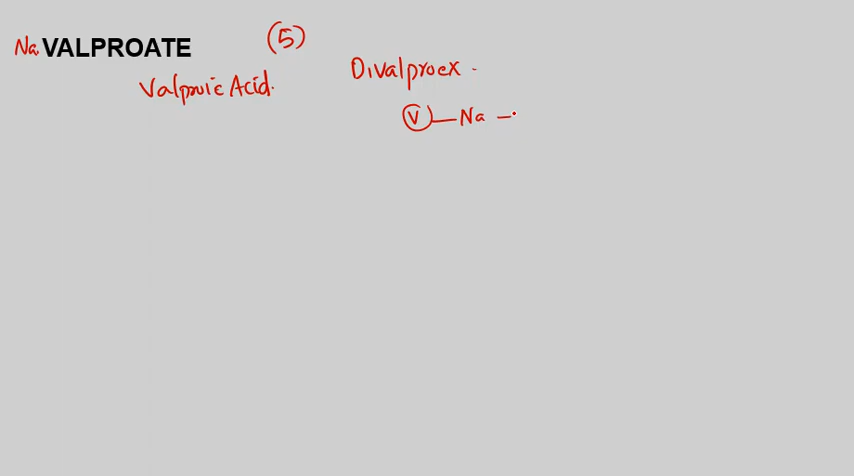 Na VALPROATE (5)
Valproic Acid.
Divalproex .
V — Na —